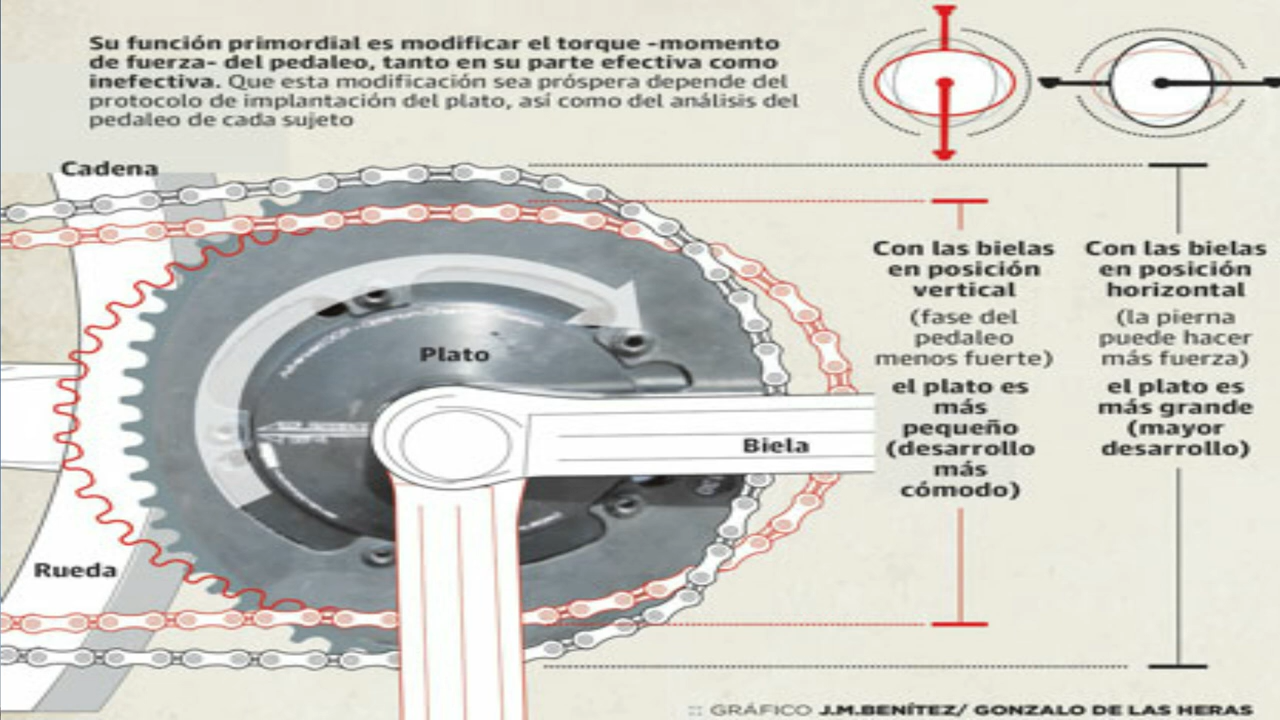 Su función primordial es modificar el torque -momento
de fuerza- del pedaleo, tanto en su parte efectiva como
inefectiva. Que esta modificación sea próspera depende del
protocolo de implantación del plato, así como del análisis del
pedaleo de cada sujeto
Cadena
Plato
Biela
Rueda
Con las bielas
en posición
vertical
(fase del
pedaleo
menos fuerte)
el plato es
más
pequeño
(desarrollo
más
cómodo)
Con las bielas
en posición
horizontal
(la pierna
puede hacer
más fuerza)
el plato es
más grande
(mayor
desarrollo)
:: GRÁFICO J.M.BENÍTEZ/ GONZALO DE LAS HERAS